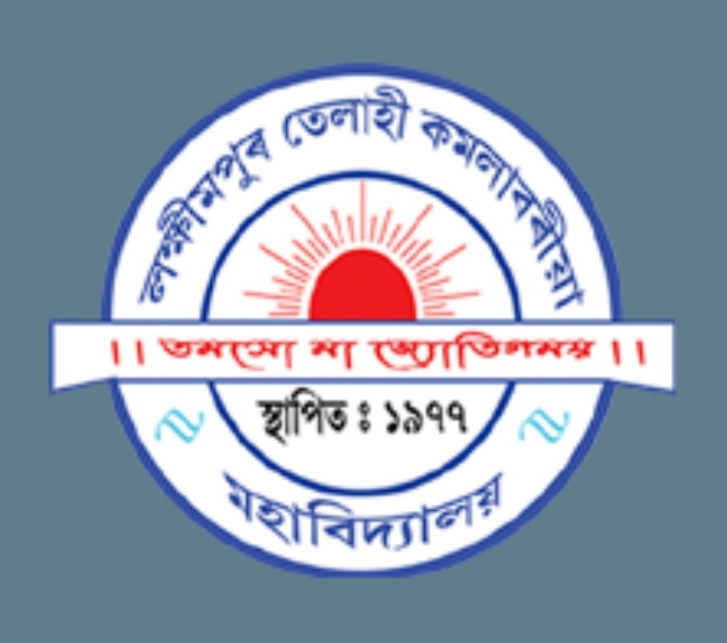 লক্ষীমপুৰ তেলাহী কমলাবৰীয়া
।। তমসো মা জ্যোতিগময় ।।
স্থাপিত ঃ ১৯৭৭
মহাবিদ্যালয়